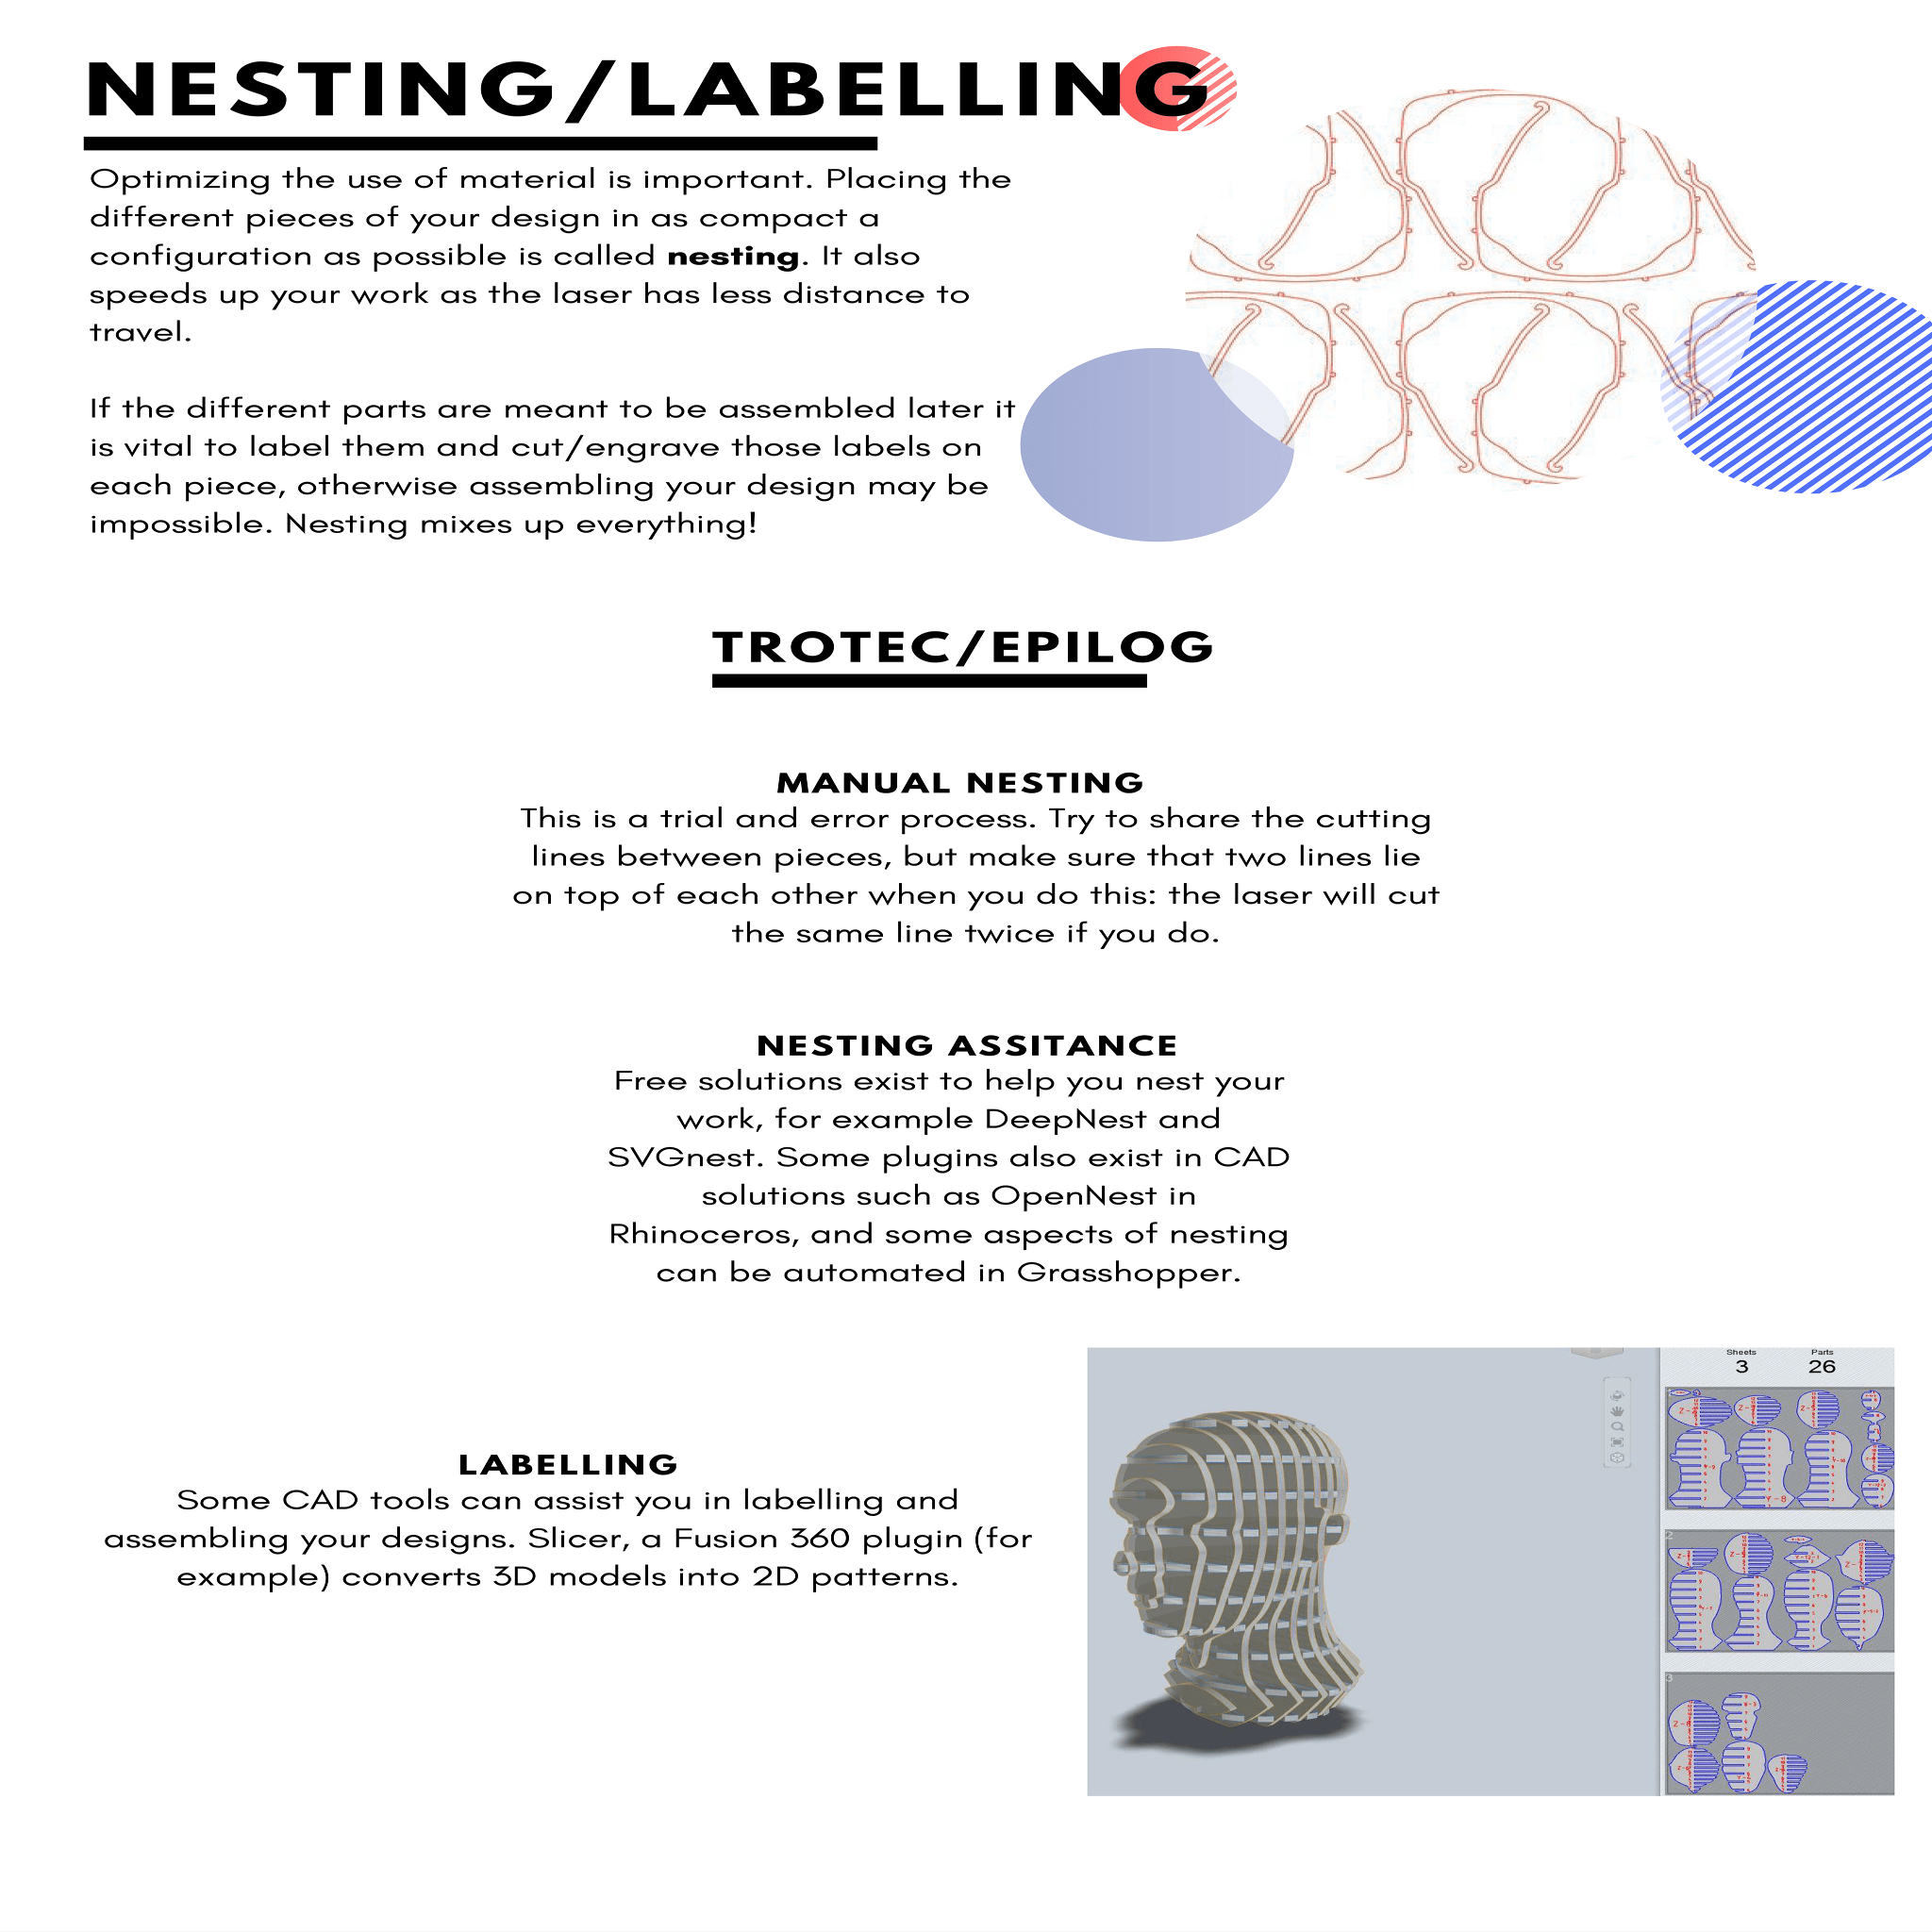 NESTING/LABELLING
Optimizing the use of material is important. Placing the
different pieces of your design in as compact a
configuration as possible is called nesting. It also
speeds up your work as the laser has less distance to
travel.
If the different parts are meant to be assembled later it
is vital to label them and cut/engrave those labels on
each piece, otherwise assembling your design may be
impossible. Nesting mixes up everything!
TROTEC/EPILOG
MANUAL NESTING
This is a trial and error process. Try to share the cutting
lines between pieces, but make sure that two lines lie
on top of each other when you do this: the laser will cut
the same line twice if you do.
NESTING ASSITANCE
Free solutions exist to help you nest your
work, for example DeepNest and
SVGnest. Some plugins also exist in CAD
solutions such as OpenNest in
Rhinoceros, and some aspects of nesting
can be automated in Grasshopper.
LABELLING
Some CAD tools can assist you in labelling and
assembling your designs. Slicer, a Fusion 360 plugin (for
example) converts 3D models into 2D patterns.
Sheets Parts
3 26